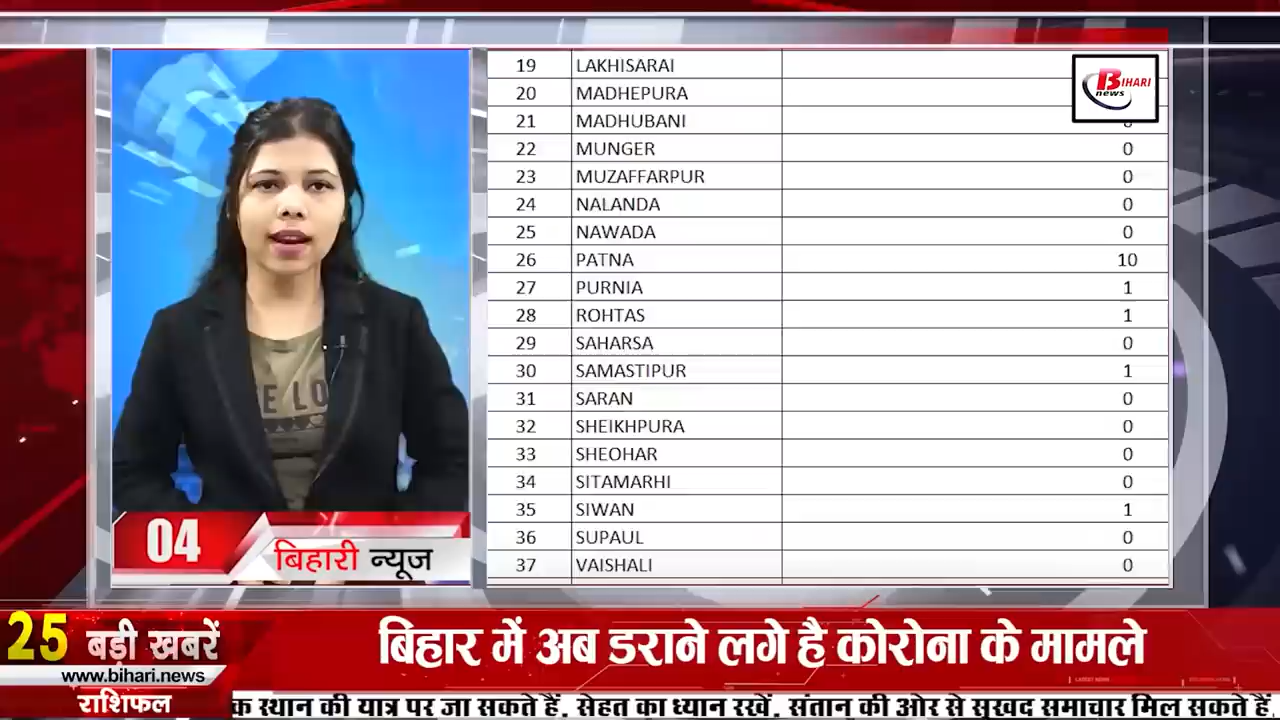 19 LAKHISARAI
20 MADHEPURA
21 MADHUBANI
22 MUNGER 0
23 MUZAFFARPUR 0
24 NALANDA 0
25 NAWADA 0
26 PATNA 10
27 PURNIA 1
28 ROHTAS 1
29 SAHARSA 0
30 SAMASTIPUR 1
31 SARAN 0
32 SHEIKHPURA 0
33 SHEOHAR 0
34 SITAMARHI 0
35 SIWAN 1
36 SUPAUL 0
37 VAISHALI 0
BIHARI
news
04
बिहारी न्यूज
25 बड़ी खबरें
www.bihari.news
बिहार में अब डराने लगे है कोरोना के मामले
LATEST NEWS
राशिफल
क स्थान की यात्र पर जा सकते हैं. सेहत का ध्यान रखें. संतान की ओर से सुखद समाचार मिल सकते हैं.